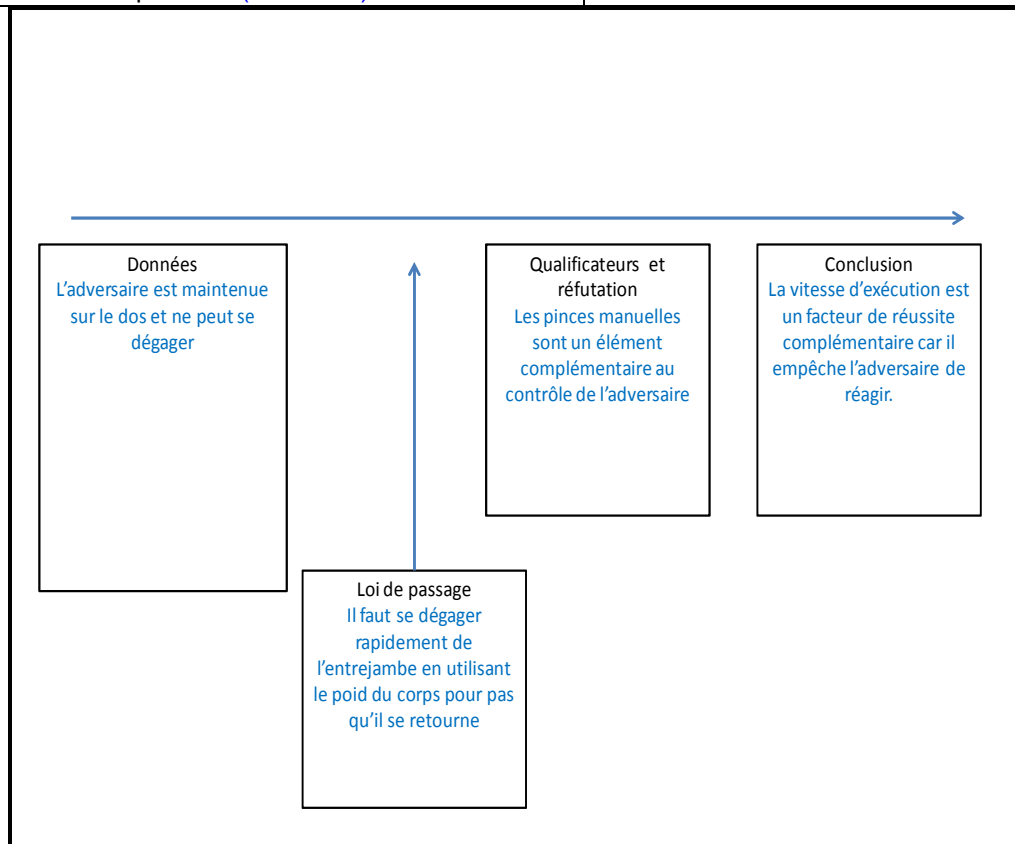 Données
L'adversaire est maintenue
sur le dos et ne peut se
dégager
Qualificateurs et
réfutation
Les pinces manuelles
sont un élément
complémentaire au
contrôle de l'adversaire
Conclusion
La vitesse d'exécution est
un facteur de réussite
complémentaire car il
empêche l'adversaire de
réagir.
Loi de passage
Il faut se dégager
rapidement de
l'entrejambe en utilisant
le poid du corps pour pas
qu'il se retourne